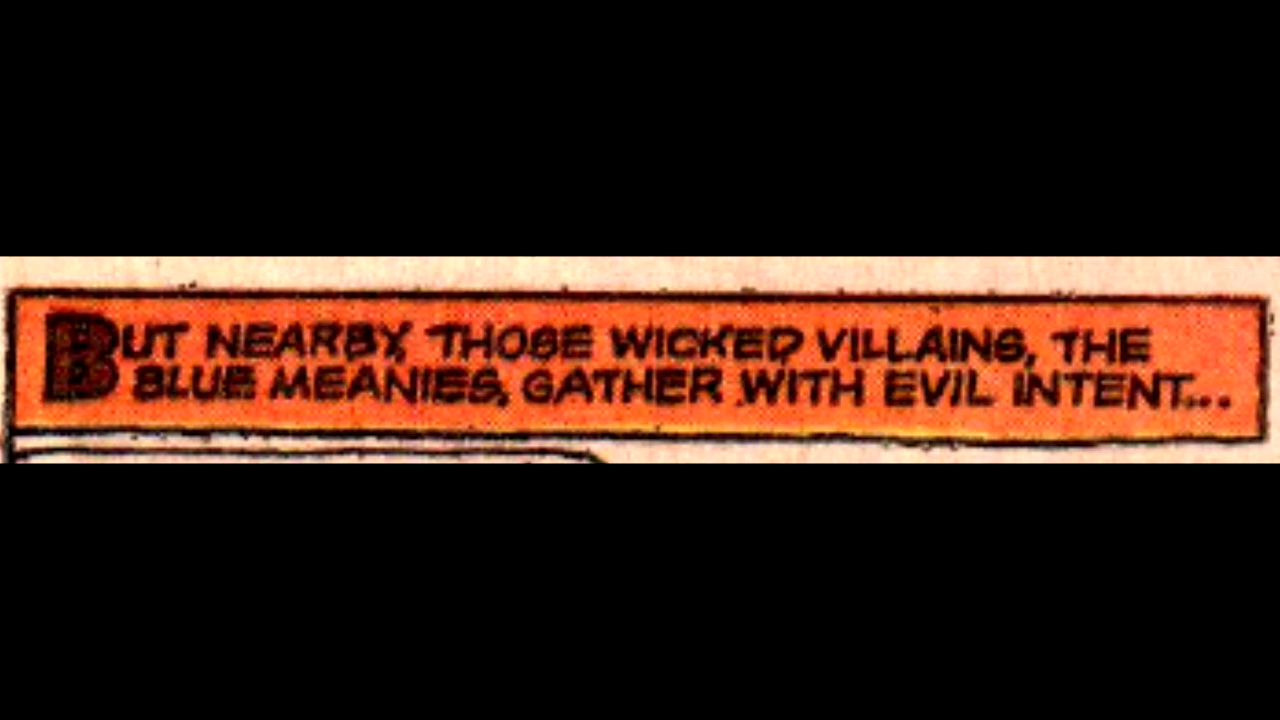 BUT NEARBY, THOSE WICKED VILLAINS, THE
BLUE MEANIES, GATHER WITH EVIL INTENT...